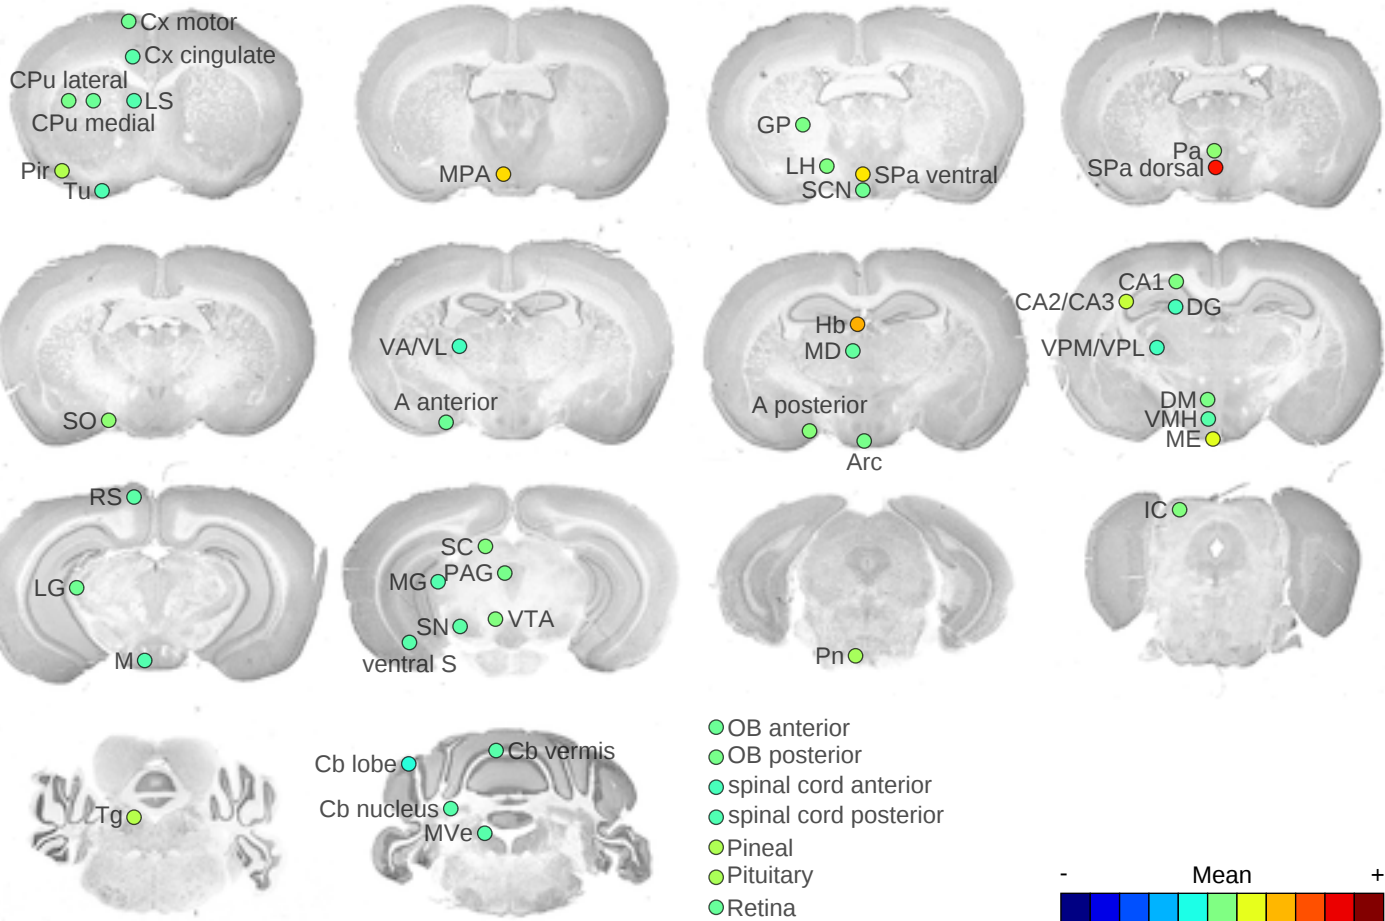 Cx motor
Cx cingulate
CPu lateral
LS
CPu medial
Pir
Tu
MPA
GP
LH
SPa ventral
SCN
Pa
SPa dorsal
SO
VA/VL
A anterior
Hb
MD
A posterior
Arc
CA1
CA2/CA3
DG
VPM/VPL
DM
VMH
ME
RS
LG
M
SC
PAG
MG
VTA
SN
ventral S
Pn
IC
Tg
Cb vermis
Cb lobe
Cb nucleus
MVe
OB anterior
OB posterior
spinal cord anterior
spinal cord posterior
Pineal
Pituitary
Retina
- Mean +